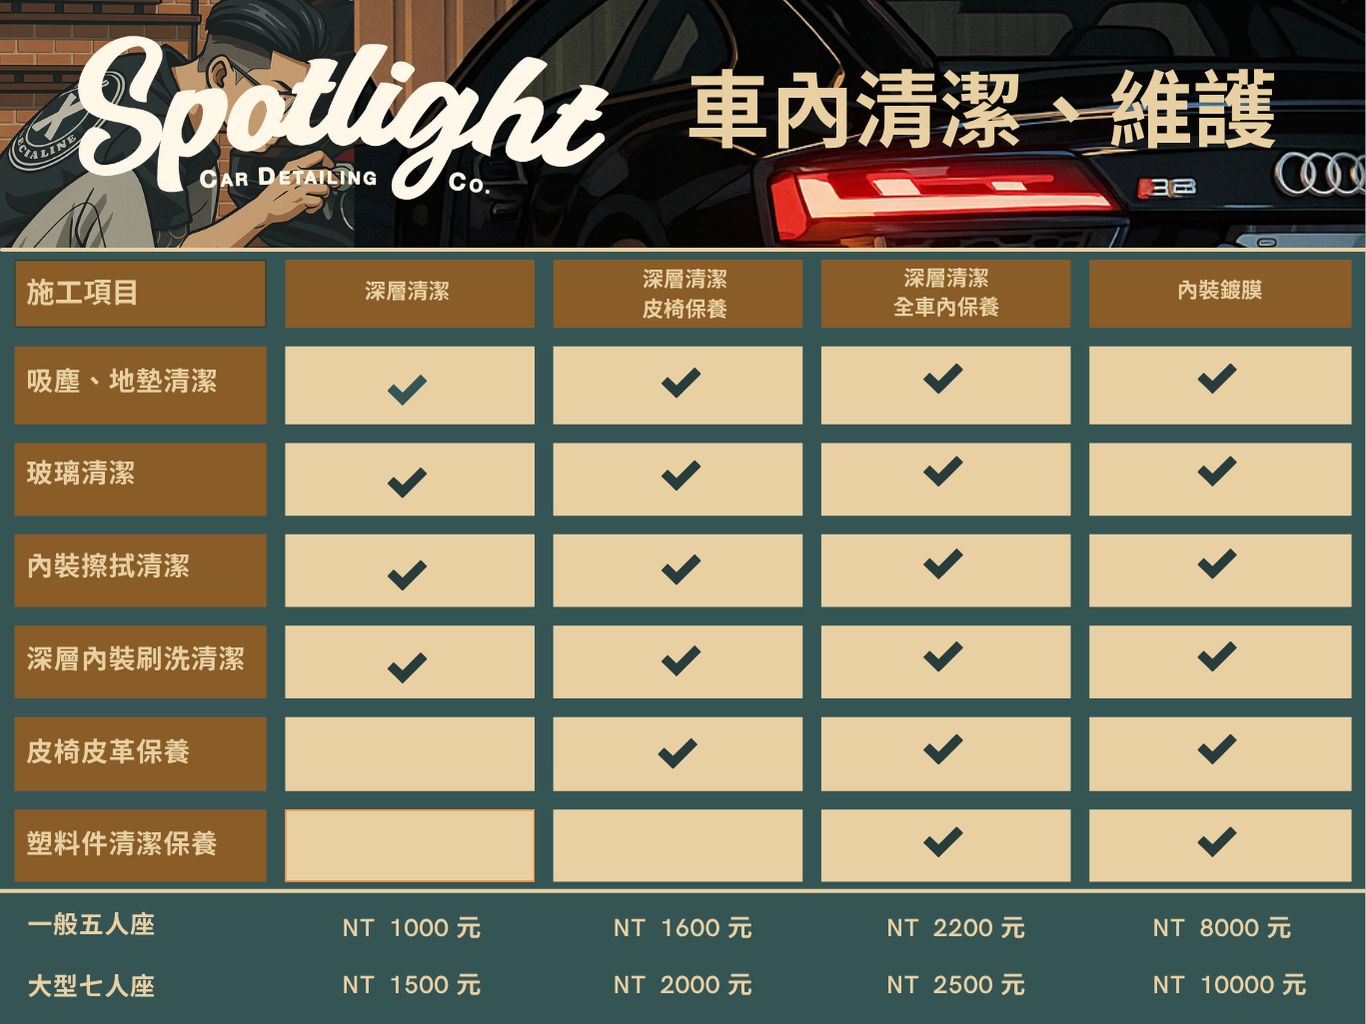 Spotlight
CAR DETAILING CO.
車內清潔、維護
ECIALINE
施工項目
深層清潔
深層清潔
皮椅保養
深層清潔
全車內保養
內裝鍍膜
吸塵、地墊清潔
✔ ✔ ✔ ✔
玻璃清潔
✔ ✔ ✔ ✔
內裝擦拭清潔
✔ ✔ ✔ ✔
深層內裝刷洗清潔
✔ ✔ ✔ ✔
皮椅皮革保養
✔ ✔ ✔
塑料件清潔保養
✔ ✔
一般五人座 NT 1000 元 NT 1600 元 NT 2200 元 NT 8000 元
大型七人座 NT 1500 元 NT 2000 元 NT 2500 元 NT 10000 元